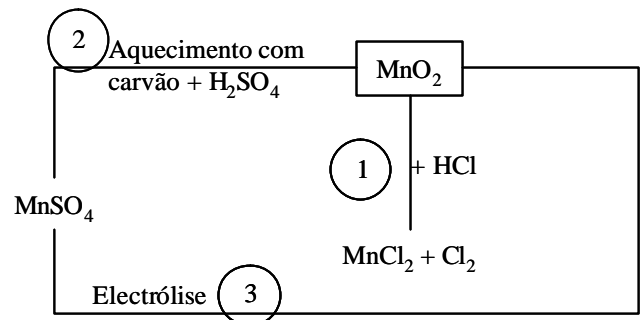 2
Aquecimento com
carvão + H₂SO₄
MnO₂
1
+ HCl
MnSO₄
MnCl₂ + Cl₂
Electrólise
3